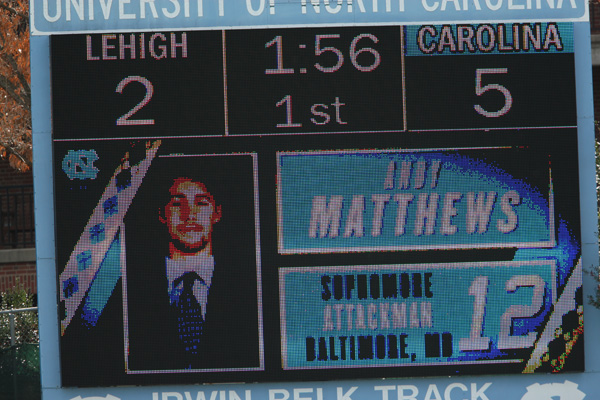 UNIVERSITY OF NORTH CAROLINA
LEHIGH 1:56 CAROLINA
2 1st 5
NC
ANDY
MATTHEWS
SOPHOMORE
ATTACKMAN 12
BALTIMORE, MD
IRWIN BELK TRACK